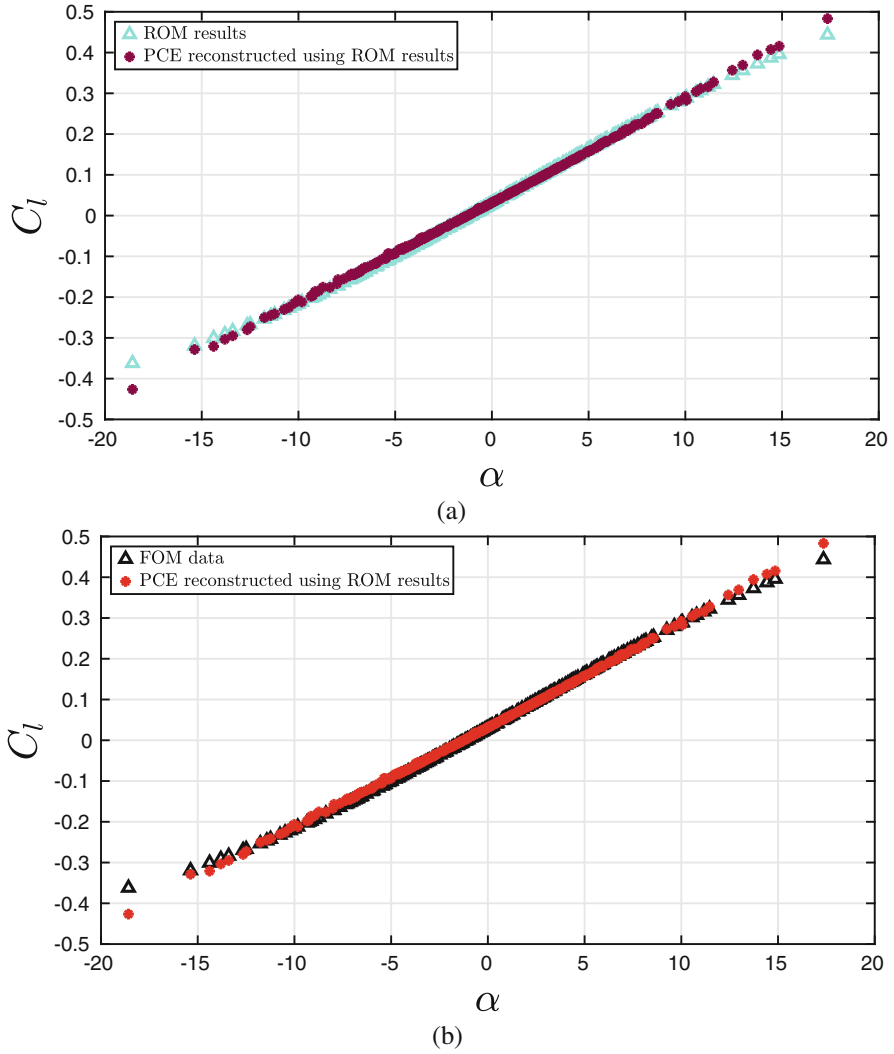 0.5
0.4
0.3
0.2
0.1
0
-0.1
-0.2
-0.3
-0.4
-0.5
C_l
ROM results
PCE reconstructed using ROM results
-20 -15 -10 -5 0 5 10 15 20
α
(a)
0.5
0.4
0.3
0.2
0.1
0
-0.1
-0.2
-0.3
-0.4
-0.5
C_l
FOM data
PCE reconstructed using ROM results
-20 -15 -10 -5 0 5 10 15 20
α
(b)